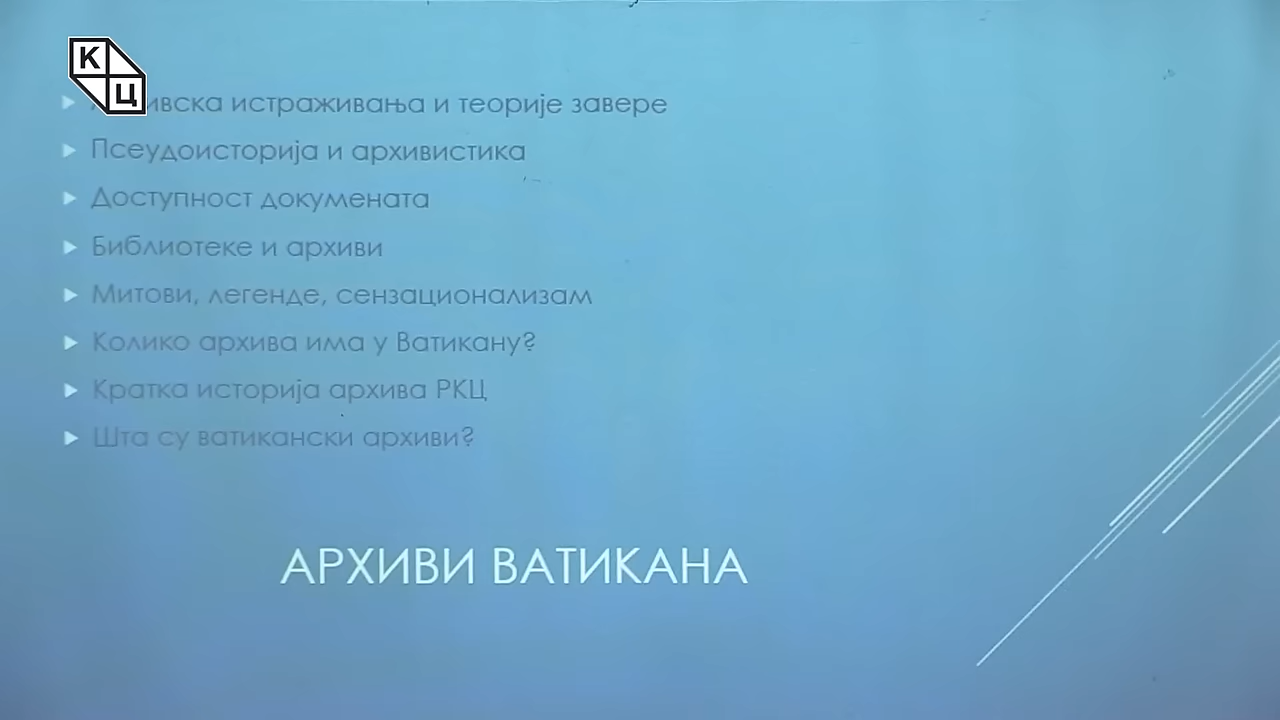 КЦ
истраживања и теорије завере
Псеудоисторија и архивистика
Доступност докумената
Библиотеке и архиви
Митови, легенде, сензационализам
Колико архива има у Ватикану?
Кратка историја архива РКЦ
Шта су ватикански архиви?
АРХИВИ ВАТИКАНА